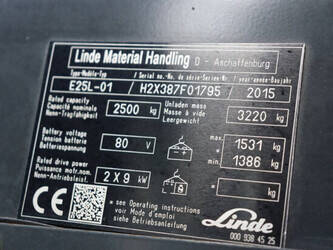 Linde Material Handling D - Aschaffenburg
Type-Modèle-Typ / Serial no.-No. de série-Serien-Nr. / year-année-Baujahr
E25L-01 / H2X387F01795 / 2015
Rated capacity
Capacité nominale
Nenn-Tragfähigkeit
2500 kg
Unladen mass
Masse à vide
Leergewicht
3220 kg
Battery voltage
Tension batterie
Batteriespannung
80 V
max. 1531 kg
min. 1386 kg
Rated drive power
Puissance motr. nom.
Nenn-Antriebsleist.
2 X 9 kW
kg
see operating instructions
voir Mode d'emploi
siehe Betriebsanleitung
Linde
000 938 45 25